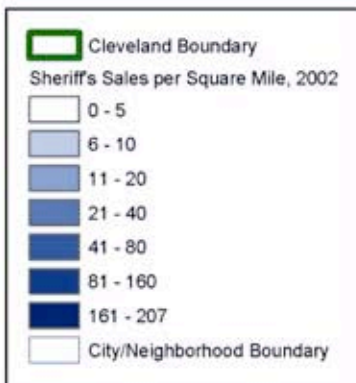 Cleveland Boundary
Sheriff's Sales per Square Mile, 2002
0 - 5
6 - 10
11 - 20
21 - 40
41 - 80
81 - 160
161 - 207
City/Neighborhood Boundary